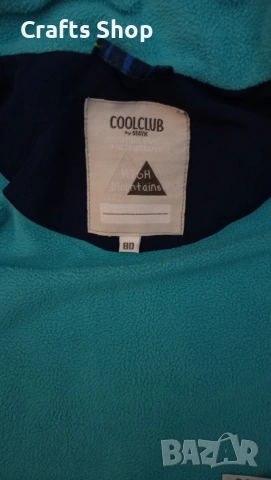 Crafts Shop
COOLCLUB
by SMYK
HIGH
mountains
80
BAZAR